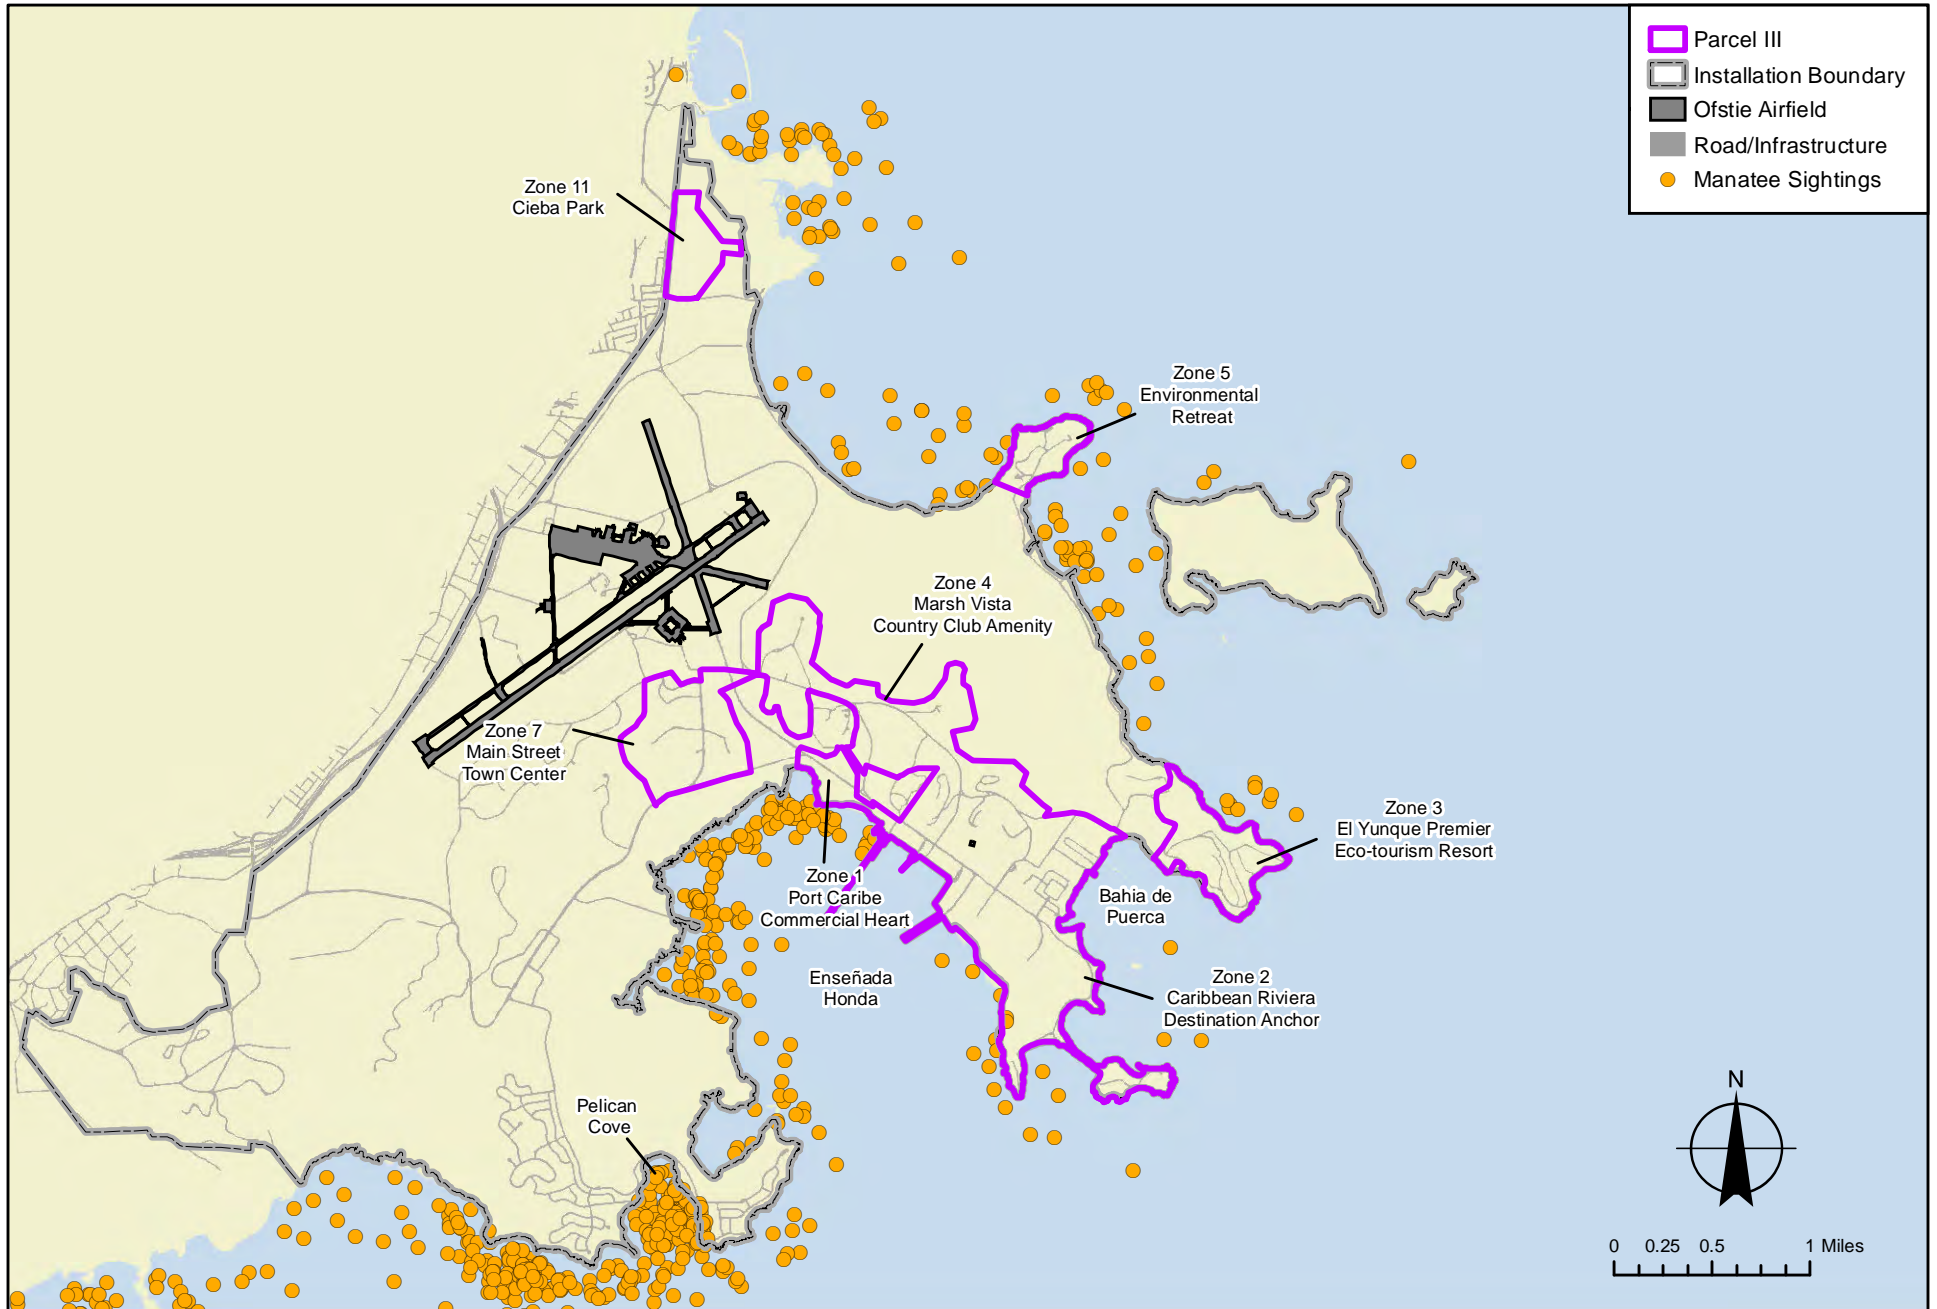 Parcel III
Installation Boundary
Ofstie Airfield
Road/Infrastructure
Manatee Sightings
Zone 11
Cieba Park
Zone 5
Environmental
Retreat
Zone 4
Marsh Vista
Country Club Amenity
Zone 7
Main Street
Town Center
Zone 3
El Yunque Premier
Eco-tourism Resort
Zone 1
Port Caribe
Commercial Heart
Bahia de
Puerca
Enseñada
Honda
Zone 2
Caribbean Riviera
Destination Anchor
Pelican
Cove
N
0 0.25 0.5 1 Miles